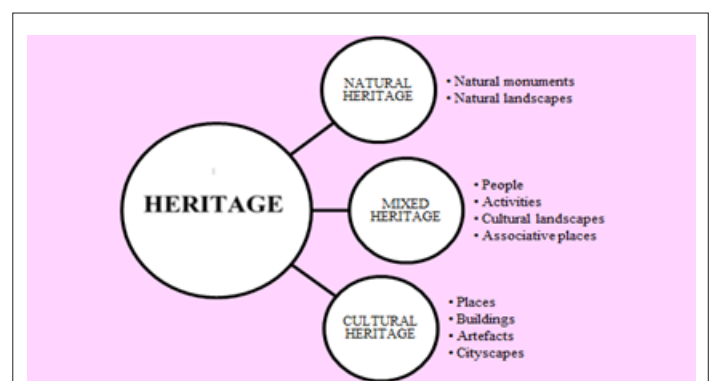 NATURAL
HERITAGE
• Natural monuments
• Natural landscapes
HERITAGE
MIXED
HERITAGE
• People
• Activities
• Cultural landscapes
• Associative places
CULTURAL
HERITAGE
• Places
• Buildings
• Artefacts
• Cityscapes